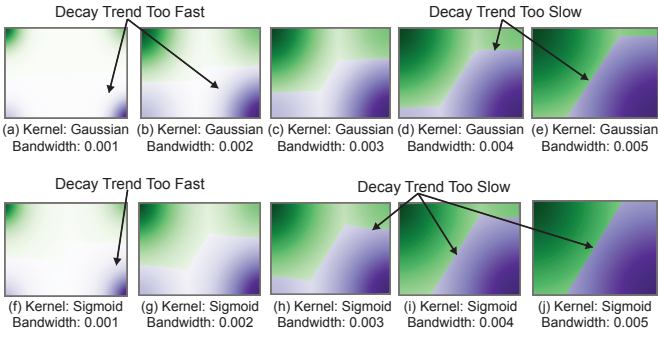 Decay Trend Too Fast
Decay Trend Too Slow
(a) Kernel: Gaussian
Bandwidth: 0.001
(b) Kernel: Gaussian
Bandwidth: 0.002
(c) Kernel: Gaussian
Bandwidth: 0.003
(d) Kernel: Gaussian
Bandwidth: 0.004
(e) Kernel: Gaussian
Bandwidth: 0.005
Decay Trend Too Fast
Decay Trend Too Slow
(f) Kernel: Sigmoid
Bandwidth: 0.001
(g) Kernel: Sigmoid
Bandwidth: 0.002
(h) Kernel: Sigmoid
Bandwidth: 0.003
(i) Kernel: Sigmoid
Bandwidth: 0.004
(j) Kernel: Sigmoid
Bandwidth: 0.005